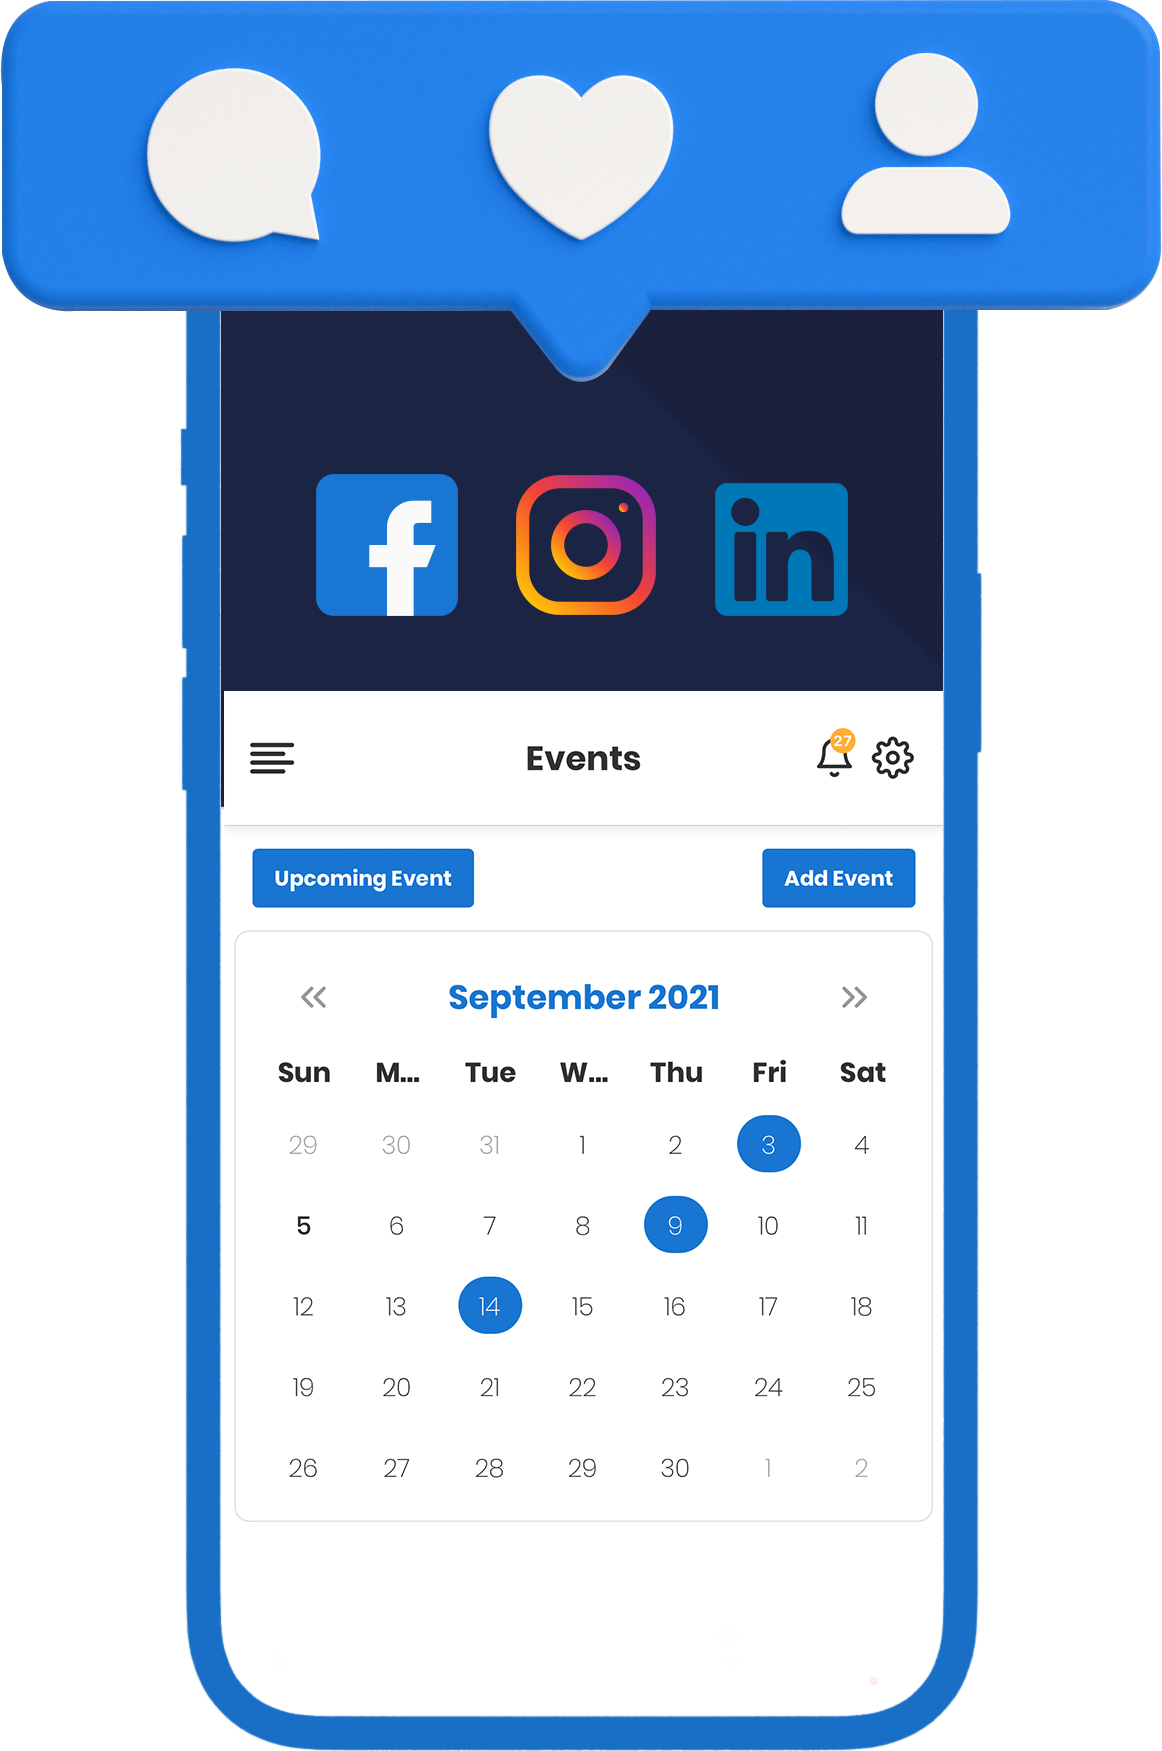 f
in
Events
27
Upcoming Event
Add Event
September 2021
Sun M... Tue W... Thu Fri Sat
29 30 31 1 2 3 4
5 6 7 8 9 10 11
12 13 14 15 16 17 18
19 20 21 22 23 24 25
26 27 28 29 30 1 2